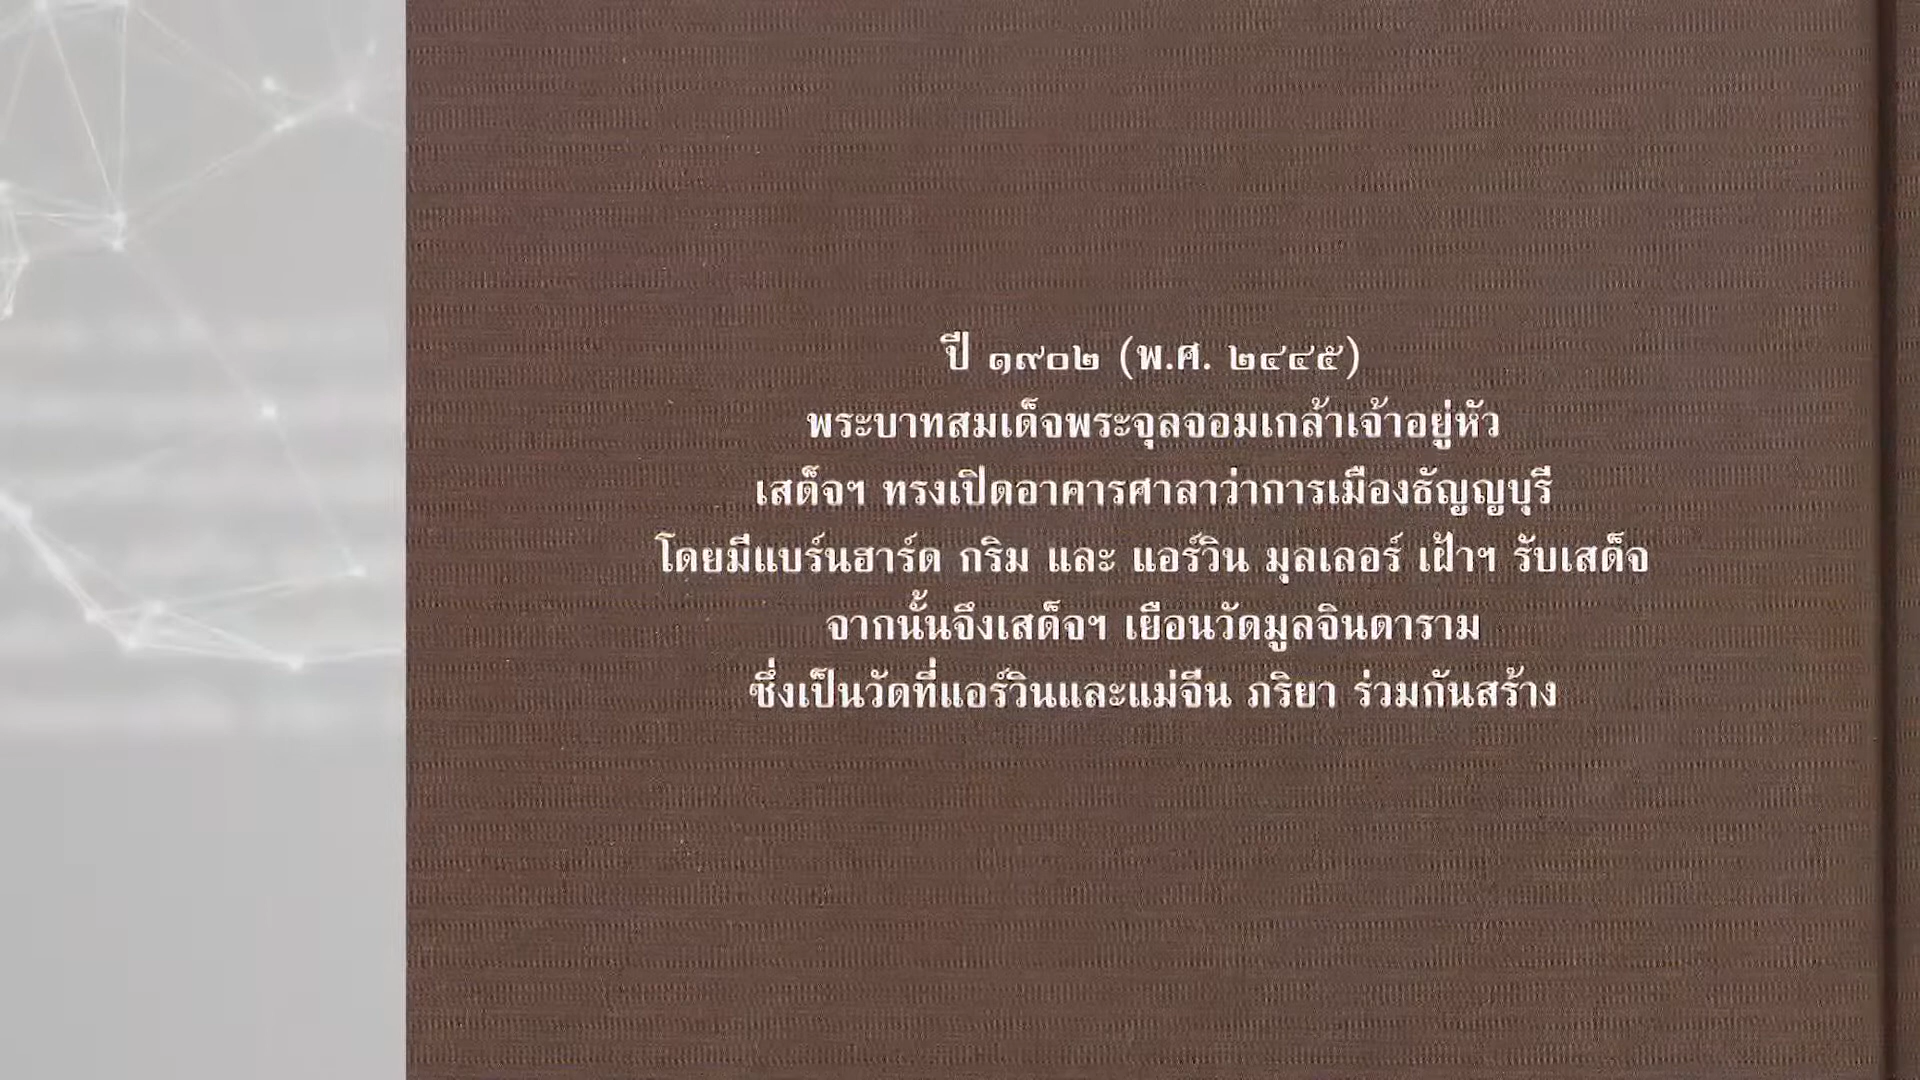 ปี ๑๙๐๒ (พ.ศ. ๒๔๔๕)
พระบาทสมเด็จพระจุลจอมเกล้าเจ้าอยู่หัว
เสด็จฯ ทรงเปิดอาคารศาลาว่าการเมืองธัญญบุรี
โดยมีแบร์นฮาร์ด กริม และ แอร์วิน มุลเลอร์ เฝ้าฯ รับเสด็จ
จากนั้นจึงเสด็จฯ เยือนวัดมูลจินดาราม
ซึ่งเป็นวัดที่แอร์วินและแม่จีน ภริยา ร่วมกันสร้าง